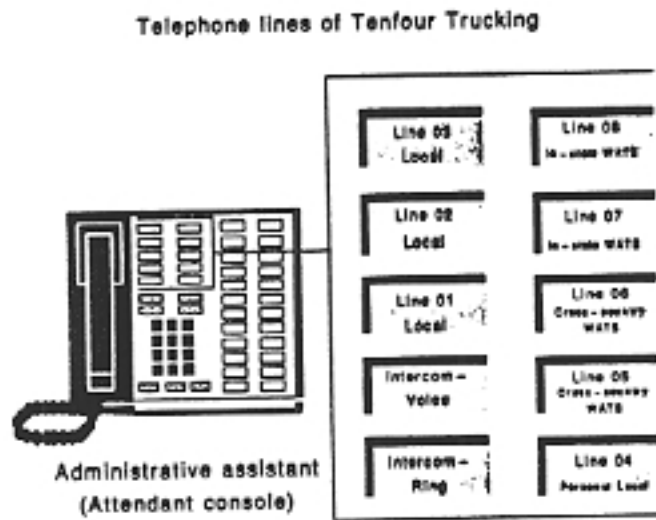 Telephone lines of Tenfour Trucking
Line 03
Local
Line 08
In-state WATS
Line 02
Local
Line 07
In-state WATS
Line 01
Local
Line 06
Cross-
WATS
Intercom-
Voice
Line 05
Cross-
WATS
Intercom-
Ring
Line 04
Personal Local
Administrative assistant
(Attendant console)